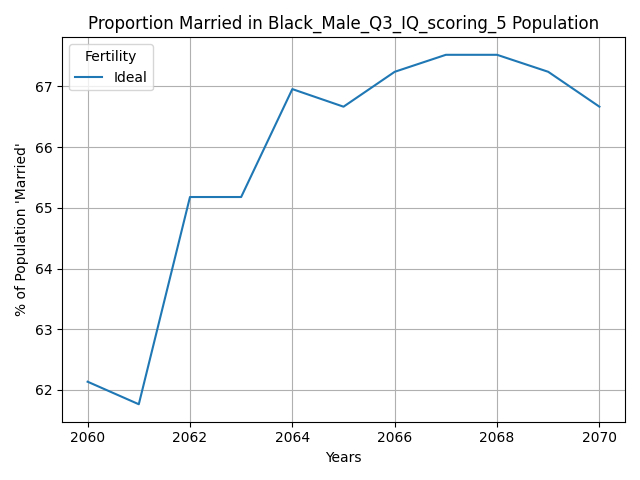 Proportion Married in Black_Male_Q3_IQ_scoring_5 Population
Fertility
Ideal
% of Population 'Married'
67
66
65
64
63
62
2060
2062
2064
2066
2068
2070
Years